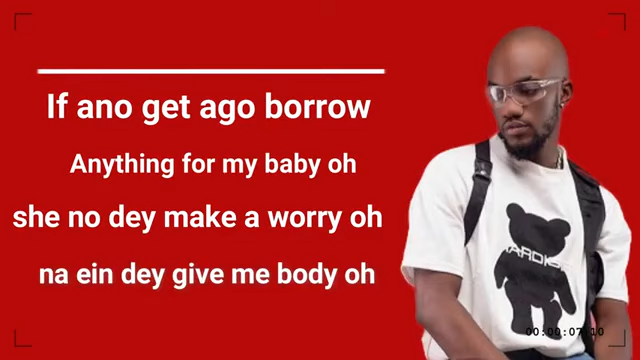 If ano get ago borrow
Anything for my baby oh
she no dey make a worry oh
na ein dey give me body oh
00:00:07:10